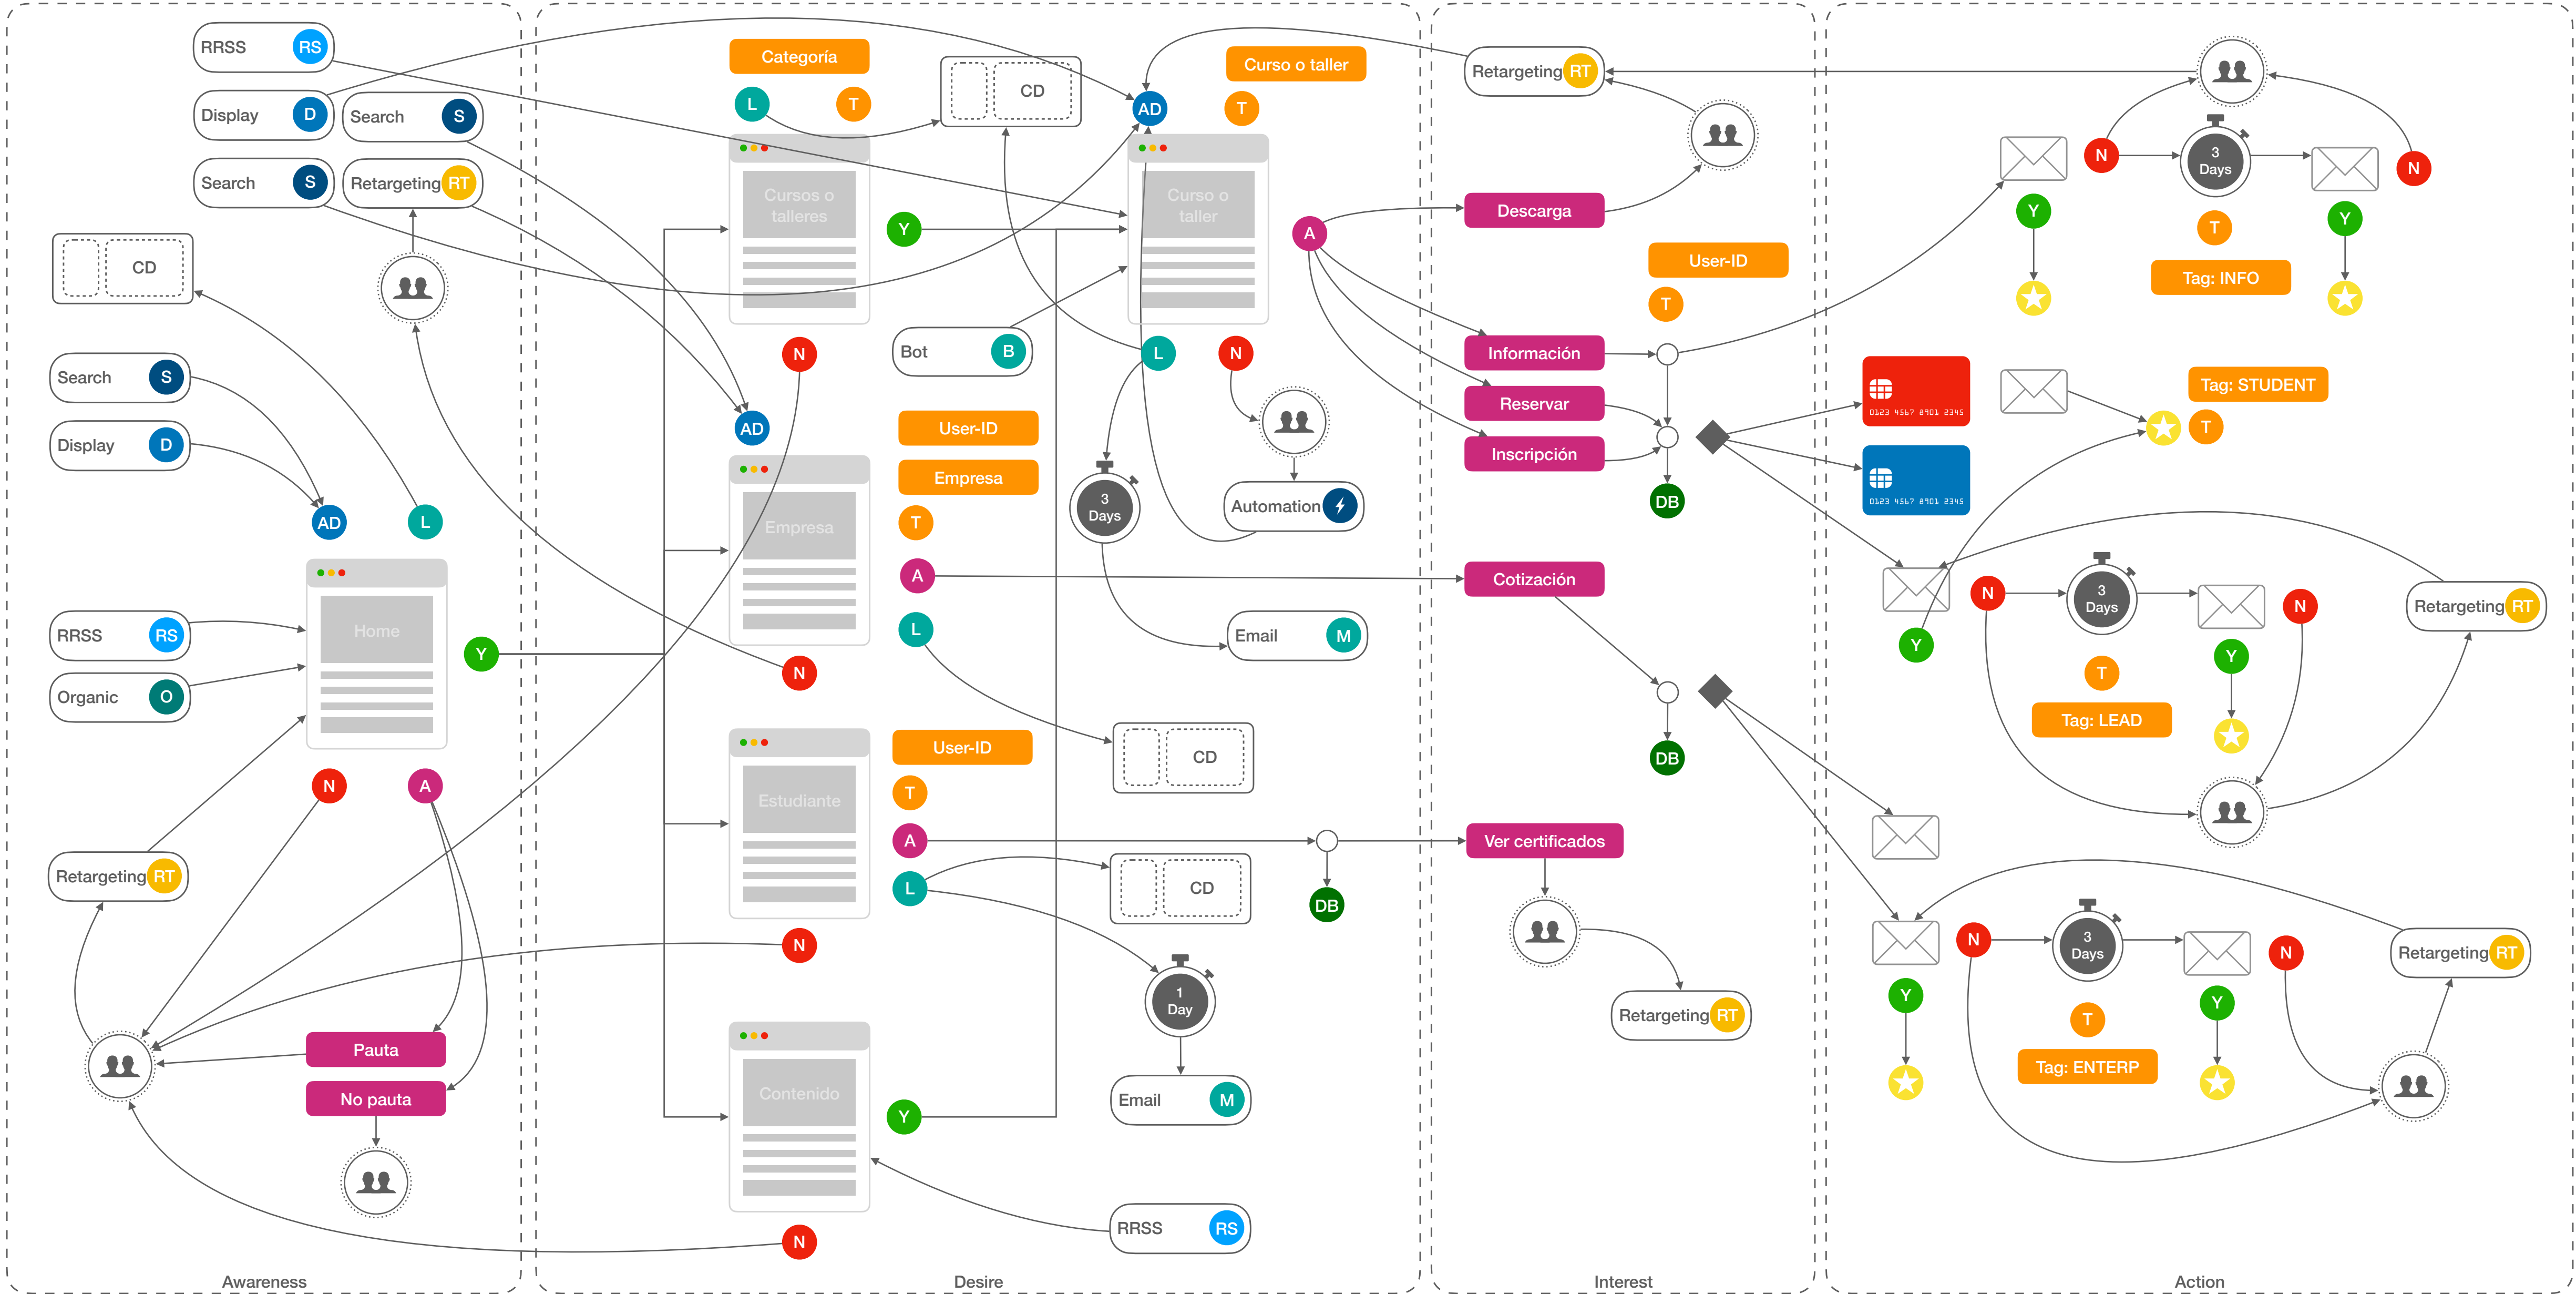 RRSS
RS
Display
D
Search
S
Search
S
Retargeting
RT
CD
Search
S
Display
D
AD
L
Home
RRSS
RS
Organic
O
Y
N
A
Retargeting
RT
Pauta
No pauta
Awareness
Categoría
L
T
CD
AD
Curso o taller
T
Cursos o
talleres
Y
Curso o
taller
Bot
B
N
L
N
AD
User-ID
Empresa
T
Empresa
A
L
N
3
Days
Automation
Email
M
CD
User-ID
T
Estudiante
A
L
N
CD
DB
1
Day
Email
M
Contenido
Y
N
RRSS
RS
Desire
Retargeting
RT
A
Descarga
User-ID
T
Información
Reservar
Inscripción
DB
Cotización
DB
Ver certificados
Retargeting
RT
Interest
N
3
Days
N
Y
T
Y
Tag: INFO
0123 4567 8901 2345
0123 4567 8901 2345
Tag: STUDENT
T
N
3
Days
N
Y
Y
T
Tag: LEAD
Retargeting
RT
N
3
Days
N
Y
T
Y
Tag: ENTERP
Retargeting
RT
Action